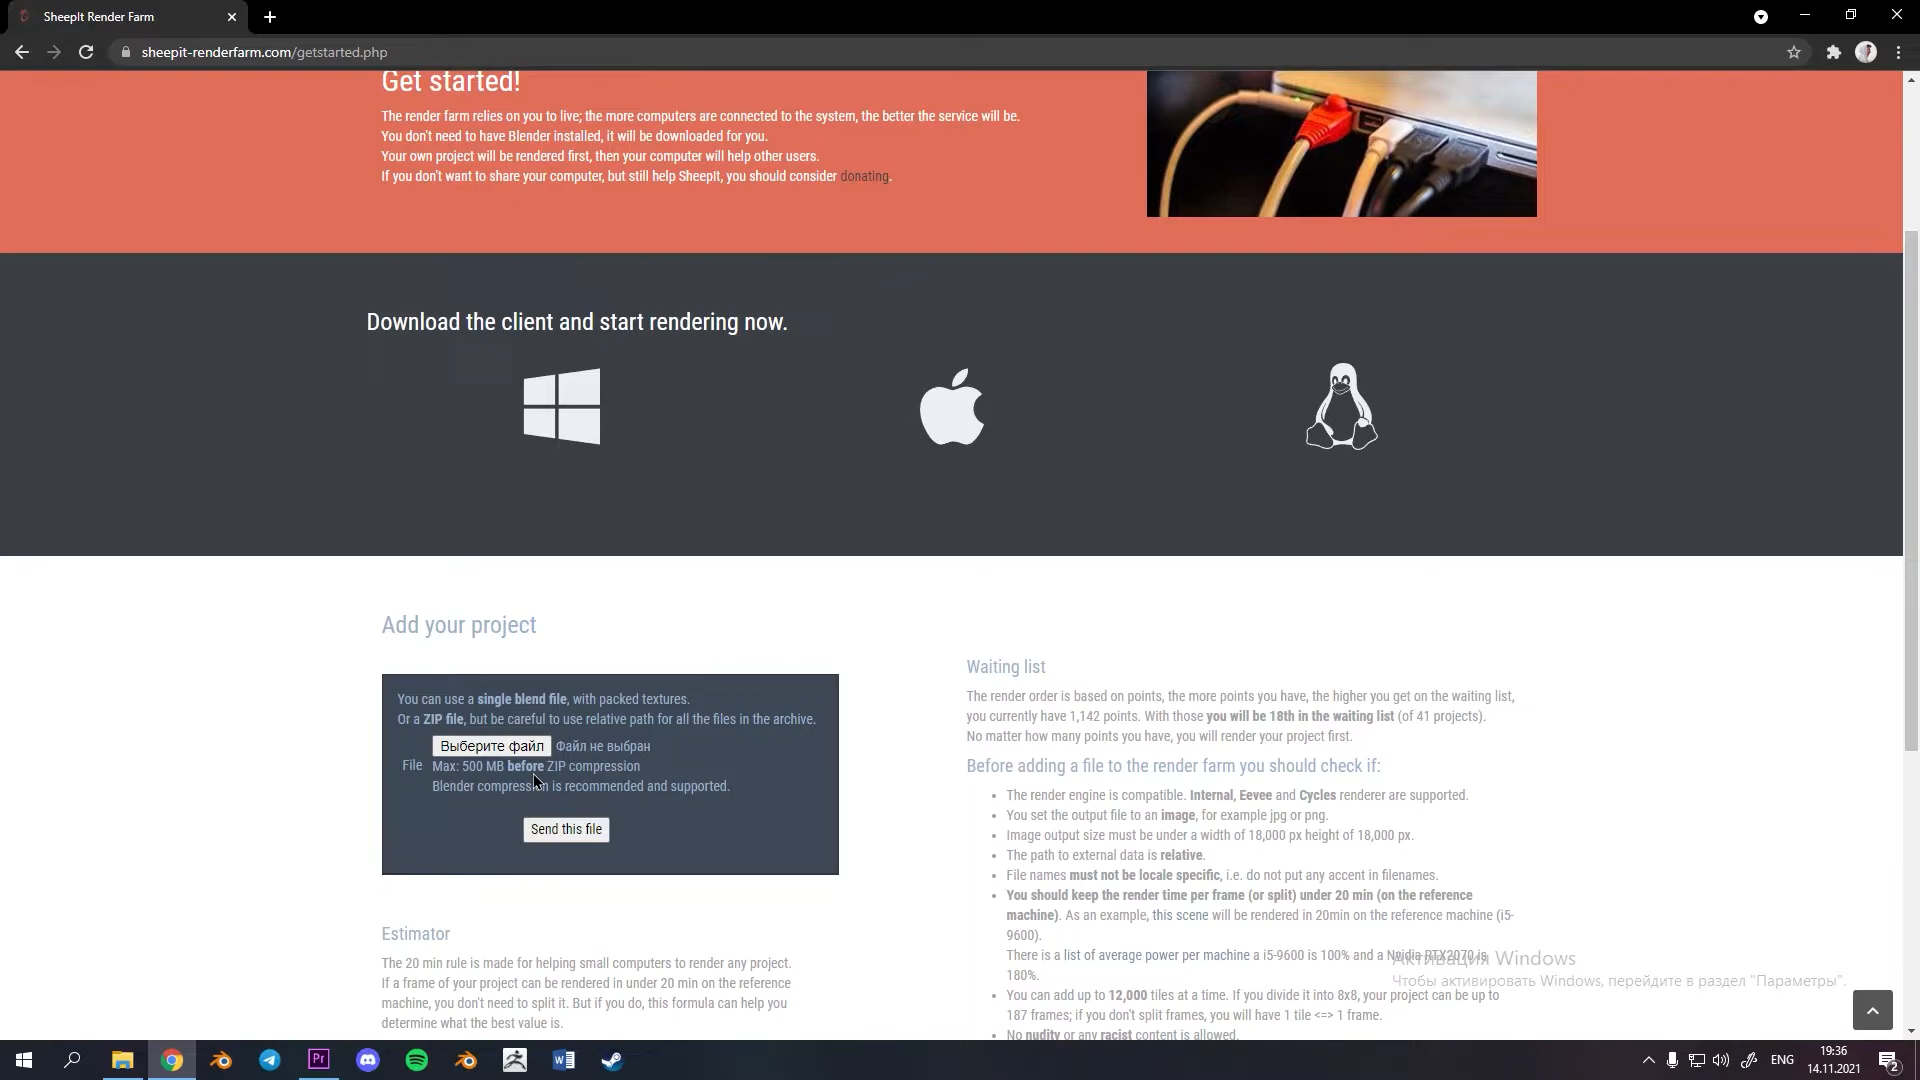 SheepIt Render Farm
sheepit-renderfarm.com/getstarted.php
Get started!
The render farm relies on you to live; the more computers are connected to the system, the better the service will be.
You don't need to have Blender installed, it will be downloaded for you.
Your own project will be rendered first, then your computer will help other users.
If you don't want to share your computer, but still help SheepIt, you should consider donating.
Download the client and start rendering now.
Add your project
You can use a single blend file, with packed textures.
Or a ZIP file, but be careful to use relative path for all the files in the archive.
Выберите файл Файл не выбран
File Max: 500 MB before ZIP compression
Blender compression is recommended and supported.
Send this file
Estimator
The 20 min rule is made for helping small computers to render any project.
If a frame of your project can be rendered in under 20 min on the reference
machine, you don't need to split it. But if you do, this formula can help you
determine what the best value is.
Waiting list
The render order is based on points, the more points you have, the higher you get on the waiting list,
you currently have 1,142 points. With those you will be 18th in the waiting list (of 41 projects).
No matter how many points you have, you will render your project first.
Before adding a file to the render farm you should check if:
• The render engine is compatible. Internal, Eevee and Cycles renderer are supported.
• You set the output file to an image, for example jpg or png.
• Image output size must be under a width of 18,000 px height of 18,000 px.
• The path to external data is relative.
• File names must not be locale specific, i.e. do not put any accent in filenames.
• You should keep the render time per frame (or split) under 20 min (on the reference
machine). As an example, this scene will be rendered in 20min on the reference machine (i5-
9600).
There is a list of average power per machine a i5-9600 is 100% and a Nvidia RTX2070 is
180%.
• You can add up to 12,000 tiles at a time. If you divide it into 8x8, your project can be up to
187 frames; if you don't split frames, you will have 1 tile <=> 1 frame.
• No nudity or any racist content is allowed.
Активация Windows
Чтобы активировать Windows, перейдите в раздел "Параметры".
Pr
ENG
19:36
14.11.2021
2